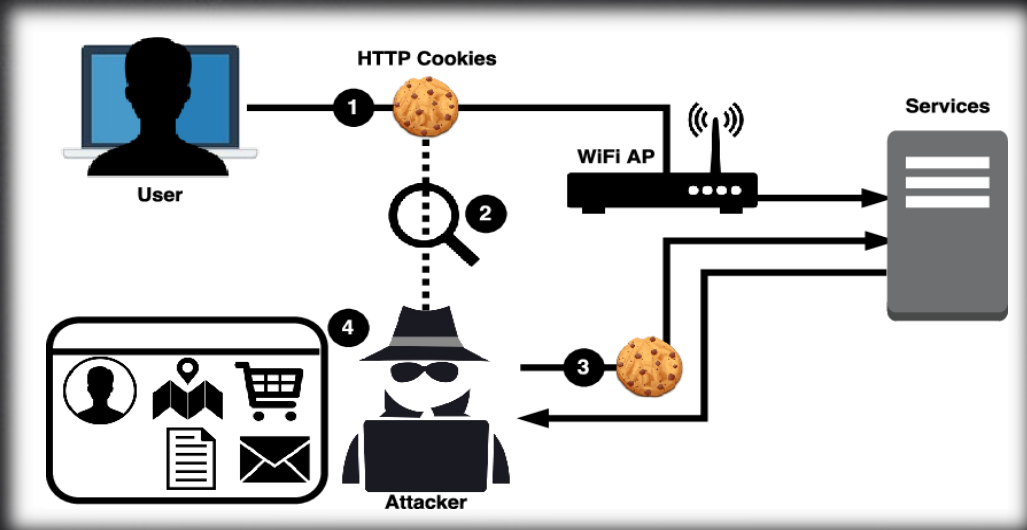 HTTP Cookies
1
Services
WiFi AP
User
2
4
3
Attacker